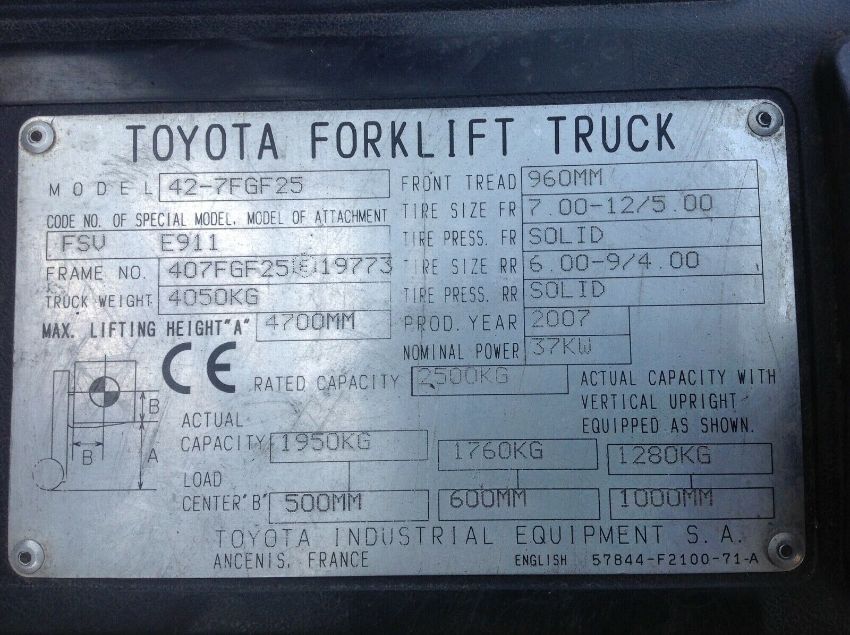 TOYOTA FORKLIFT TRUCK
MODEL 42-7FGF25
CODE NO. OF SPECIAL MODEL. MODEL OF ATTACHMENT
FSV E911
FRAME NO. 407FGF25 19773
TRUCK WEIGHT 4050KG
MAX. LIFTING HEIGHT"A" 4700MM
FRONT TREAD 960MM
TIRE SIZE FR 7.00-12/5.00
TIRE PRESS. FR SOLID
TIRE SIZE RR 6.00-9/4.00
TIRE PRESS. RR SOLID
PROD. YEAR 2007
NOMINAL POWER 37KW
CE
RATED CAPACITY 2500KG
ACTUAL CAPACITY WITH
VERTICAL UPRIGHT
EQUIPPED AS SHOWN.
B
B
A
ACTUAL
CAPACITY 1950KG 1760KG 1280KG
LOAD
CENTER"B" 500MM 600MM 1000MM
TOYOTA INDUSTRIAL EQUIPMENT S.A.
ANCENIS, FRANCE
ENGLISH 57844-F2100-71-A